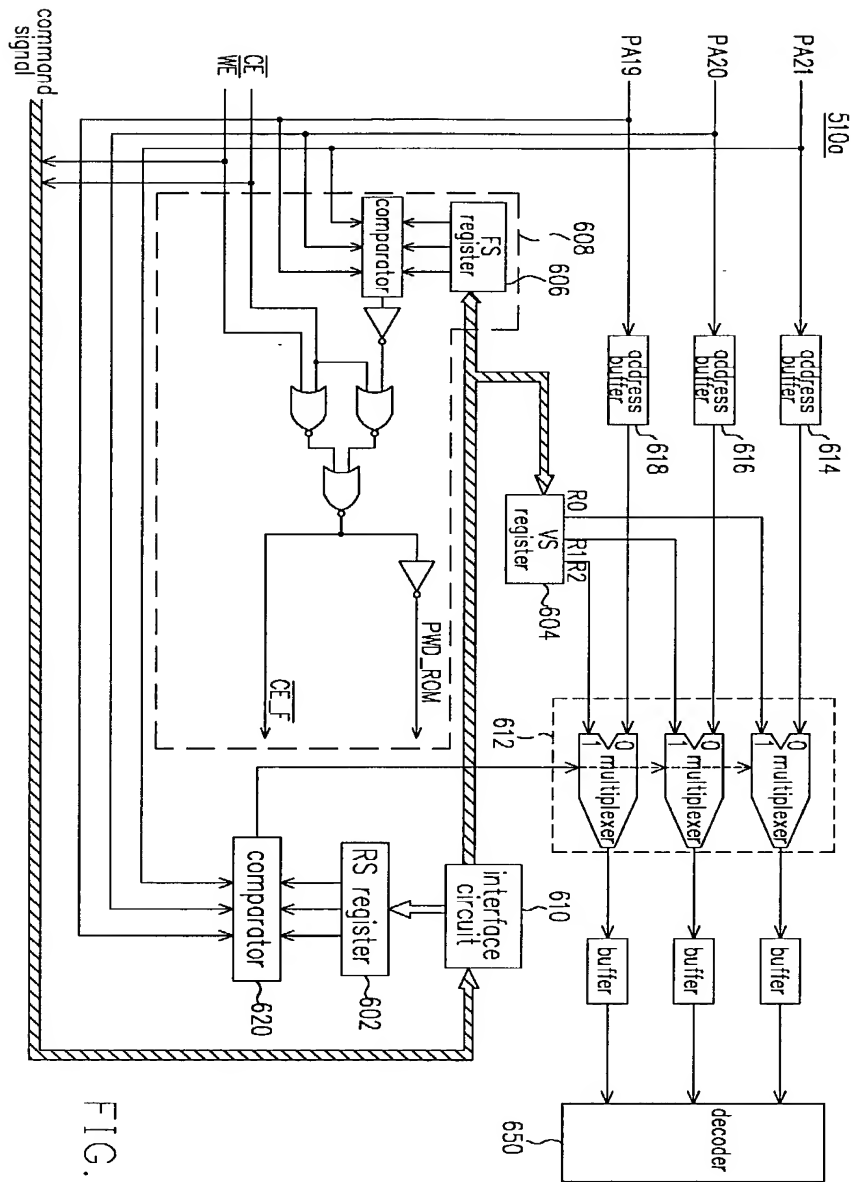 510a
PA21
PA20
PA19
CE
WE
command
signal
address
buffer
614
address
buffer
616
address
buffer
618
608
FS
register
606
comparator
VS
register
604
R0
R1
R2
PWD_ROM
CE_F
612
0
1
multiplexer
0
1
multiplexer
0
1
multiplexer
interface
circuit
610
RS register
602
comparator
620
buffer
buffer
buffer
decoder
650
FIG.